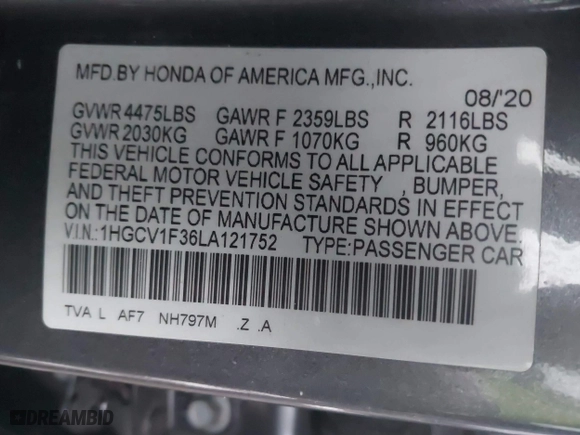 MFD.BY HONDA OF AMERICA MFG.,INC.
08/'20
GVWR 4475LBS GAWR F 2359LBS R 2116LBS
GVWR 2030KG GAWR F 1070KG R 960KG
THIS VEHICLE CONFORMS TO ALL APPLICABLE
FEDERAL MOTOR VEHICLE SAFETY , BUMPER,
AND THEFT PREVENTION STANDARDS IN EFFECT
ON THE DATE OF MANUFACTURE SHOWN ABOVE.
V.I.N.:1HGCV1F36LA121752 TYPE:PASSENGER CAR
TVA L AF7 NH797M .Z .A
DREAMBID